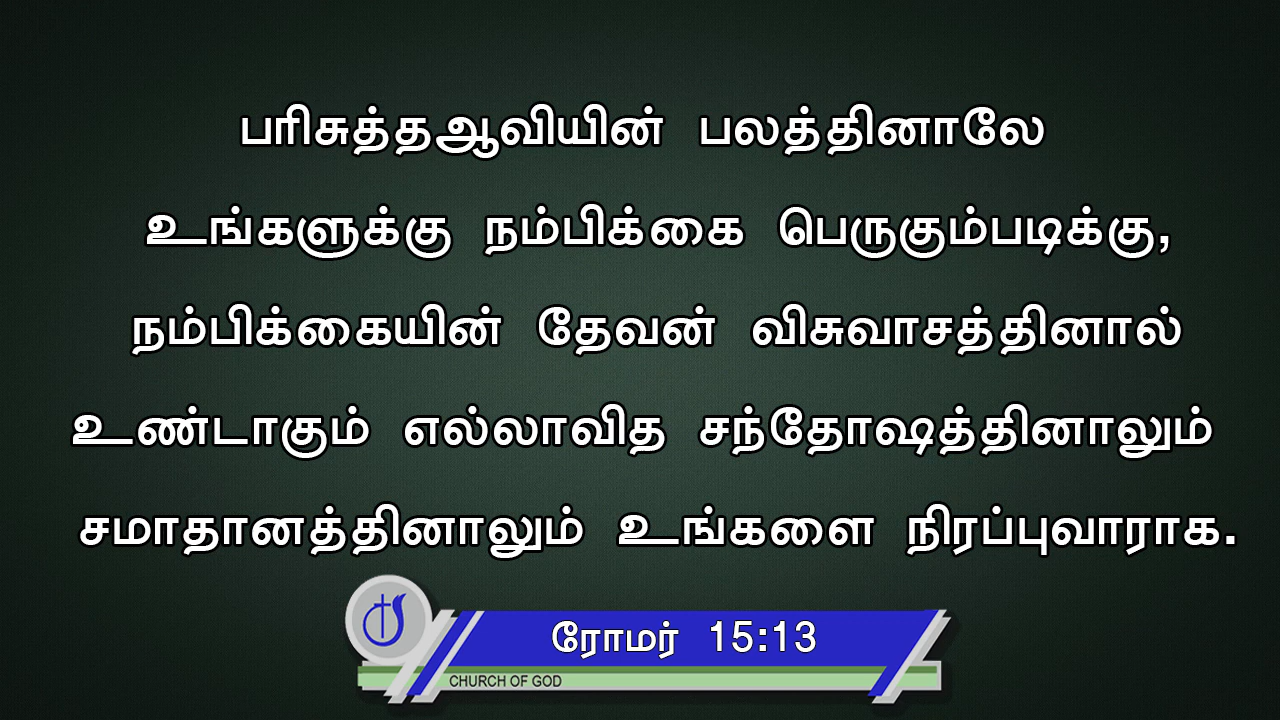 பரிசுத்தஆவியின் பலத்தினாலே
உங்களுக்கு நம்பிக்கை பெருகும்படிக்கு,
நம்பிக்கையின் தேவன் விசுவாசத்தினால்
உண்டாகும் எல்லாவித சந்தோஷத்தினாலும்
சமாதானத்தினாலும் உங்களை நிரப்புவாராக.
ரோமர் 15:13
CHURCH OF GOD